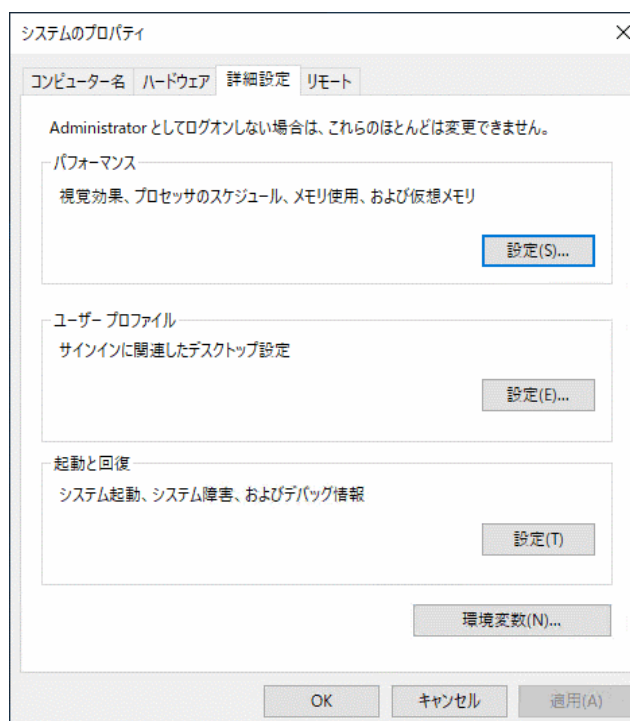 システムのプロパティ
コンピューター名 ハードウェア 詳細設定 リモート
Administrator としてログオンしない場合は、これらのほとんどは変更できません。
パフォーマンス
視覚効果、プロセッサのスケジュール、メモリ使用、および仮想メモリ
設定(S)...
ユーザー プロファイル
サインインに関連したデスクトップ設定
設定(E)...
起動と回復
システム起動、システム障害、およびデバッグ情報
設定(T)
環境変数(N)...
OK キャンセル 適用(A)